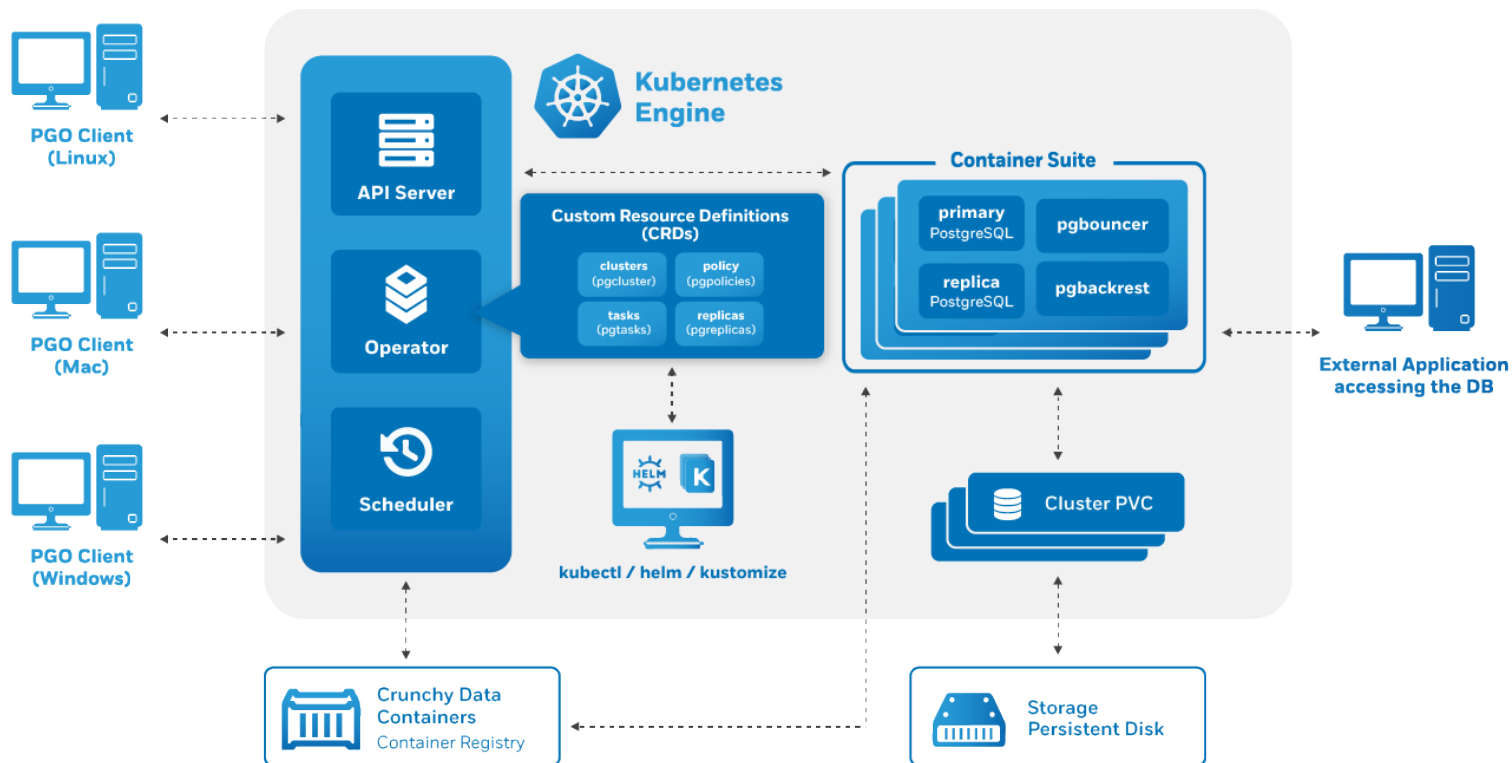 PGO Client
(Linux)
PGO Client
(Mac)
PGO Client
(Windows)
API Server
Operator
Scheduler
Kubernetes
Engine
Custom Resource Definitions
(CRDs)
clusters
(pgcluster)
policy
(pgpolicies)
tasks
(pgtasks)
replicas
(pgreplicas)
HELM
K
kubectl / helm / kustomize
Container Suite
primary
PostgreSQL
pgbouncer
replica
PostgreSQL
pgbackrest
Cluster PVC
External Application
accessing the DB
Crunchy Data
Containers
Container Registry
Storage
Persistent Disk